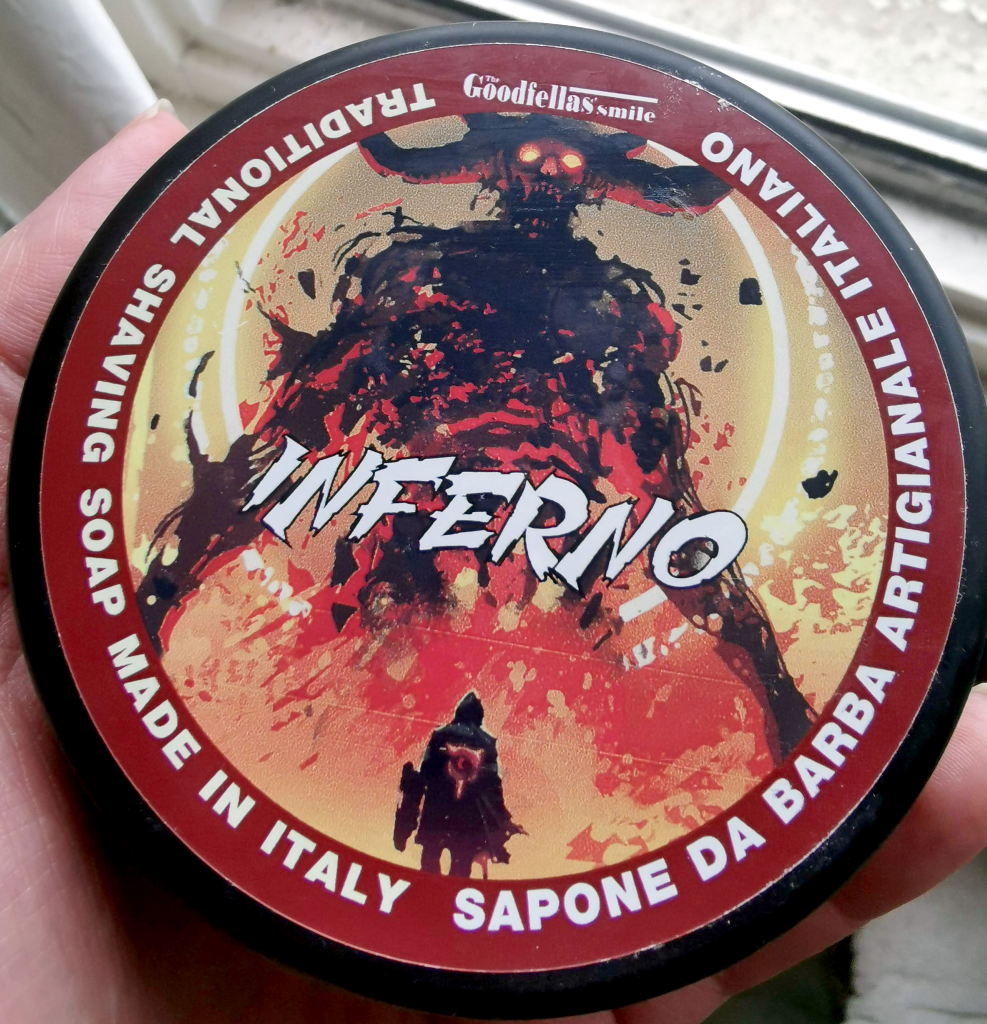 The
Goodfellas'
smile
INFERNO
TRADITIONAL SHAVING SOAP MADE IN ITALY
SAPONE DA BARBA ARTIGIANALE ITALIANO